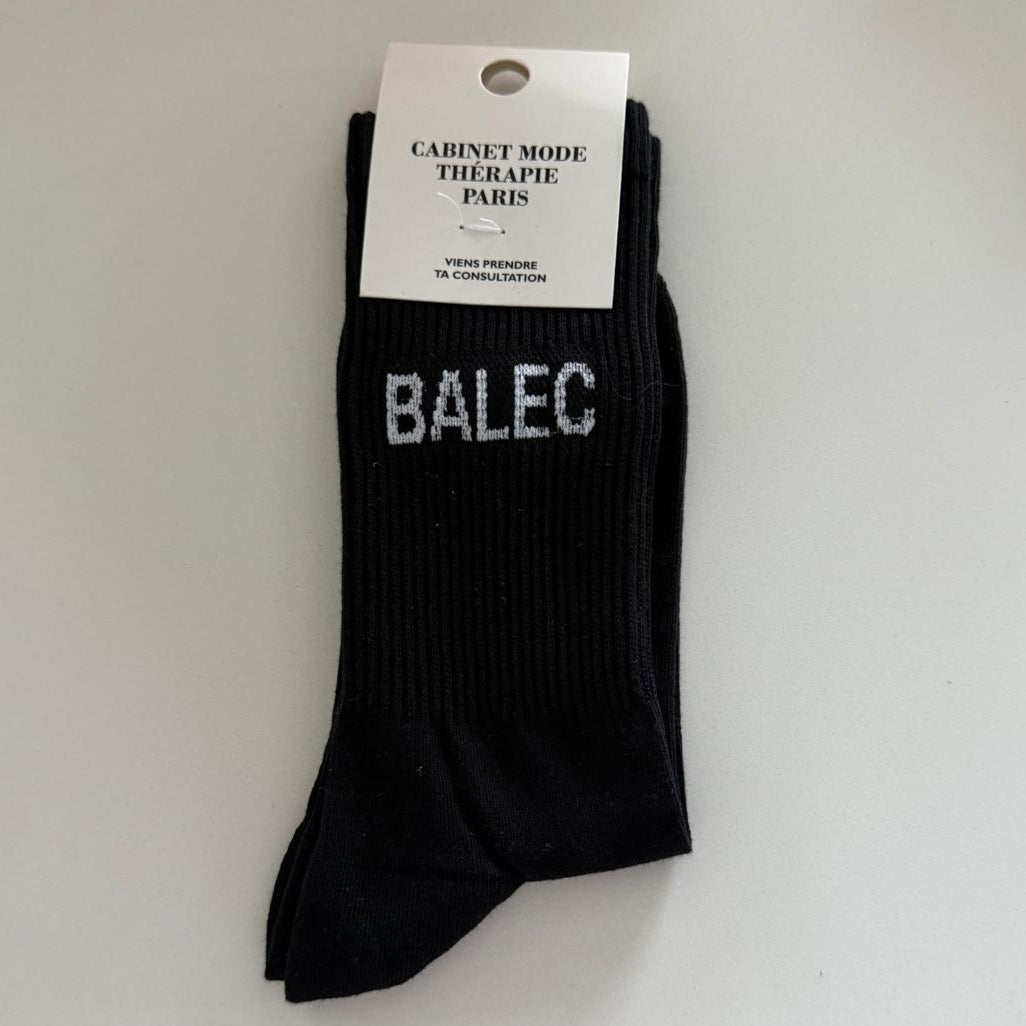 CABINET MODE
THÉRAPIE
PARIS
VIENS PRENDRE
TA CONSULTATION
BALEC